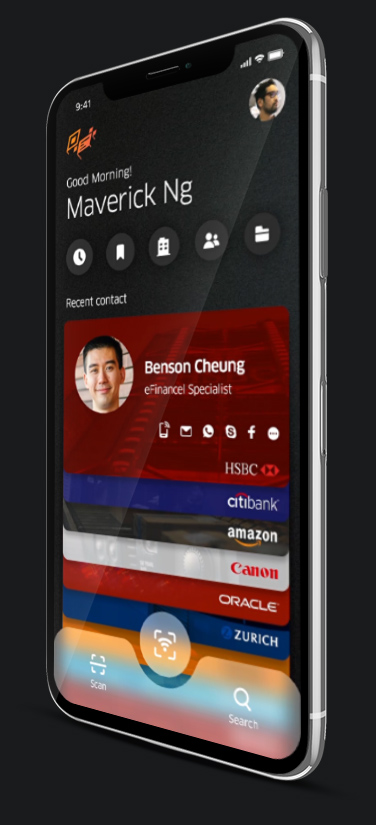 9:41
Good Morning!
Maverick Ng
Recent contact
Benson Cheung
eFinancel Specialist
HSBC
citibank
amazon
Canon
ORACLE
ZURICH
Scan
Search